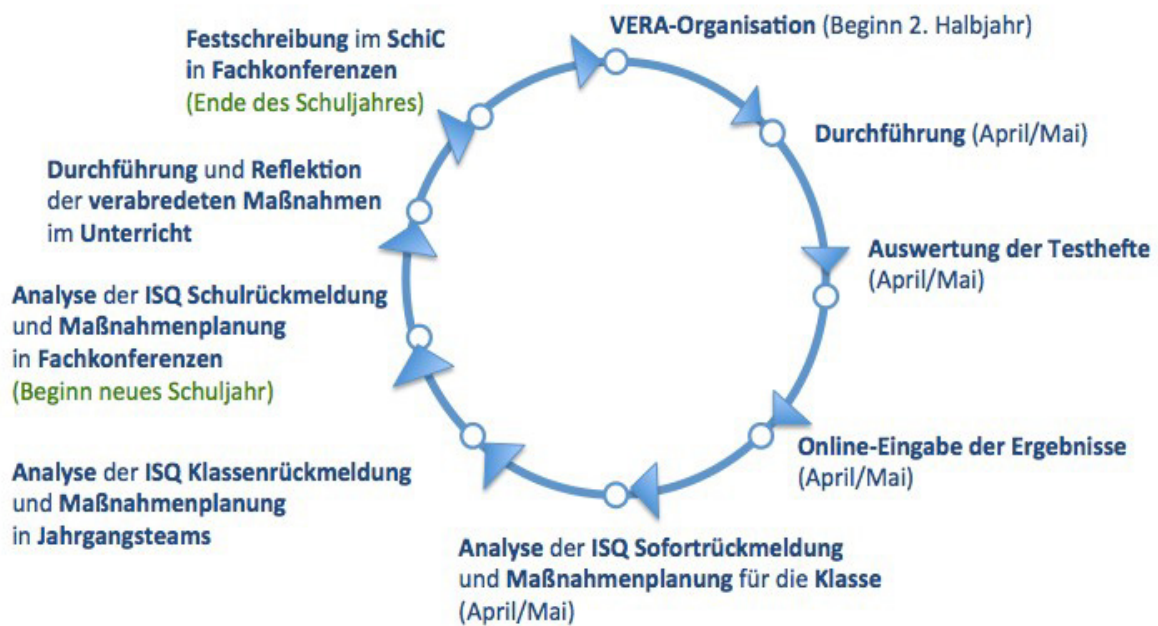 VERA-Organisation (Beginn 2. Halbjahr)
Durchführung (April/Mai)
Auswertung der Testhefte
(April/Mai)
Online-Eingabe der Ergebnisse
(April/Mai)
Analyse der ISQ Sofortrückmeldung
und Maßnahmenplanung für die Klasse
(April/Mai)
Analyse der ISQ Klassenrückmeldung
und Maßnahmenplanung
in Jahrgangsteams
Analyse der ISQ Schulrückmeldung
und Maßnahmenplanung
in Fachkonferenzen
(Beginn neues Schuljahr)
Durchführung und Reflektion
der verabredeten Maßnahmen
im Unterricht
Festschreibung im SchiC
in Fachkonferenzen
(Ende des Schuljahres)